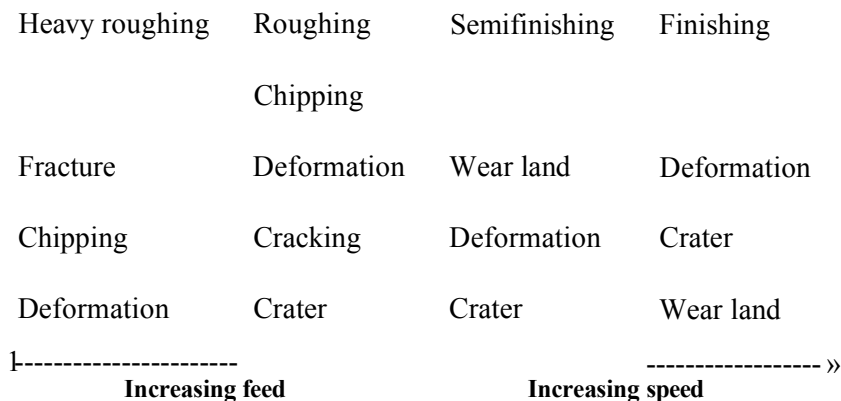 Heavy roughing Roughing Semifinishing Finishing
Chipping
Fracture Deformation Wear land Deformation
Chipping Cracking Deformation Crater
Deformation Crater Crater Wear land
1----------------------- ------------------ »
Increasing feed Increasing speed